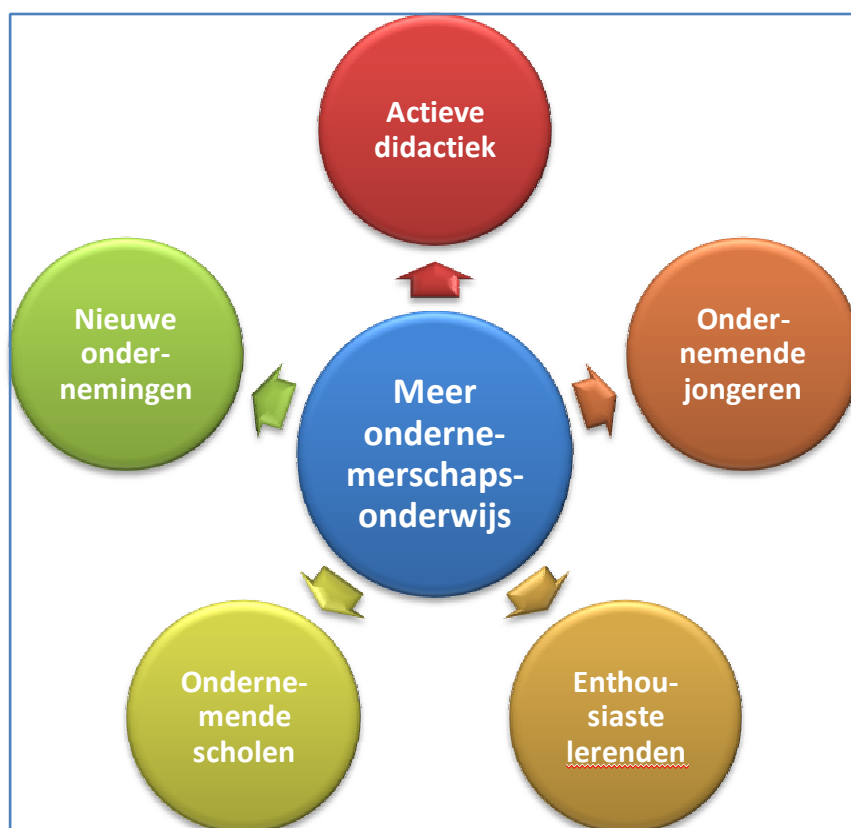 Actieve
didactiek
Nieuwe
onder-
nemingen
Onder-
nemende
jongeren
Meer
onderne-
merschaps-
onderwijs
Onderne-
mende
scholen
Enthou-
siaste
lerenden